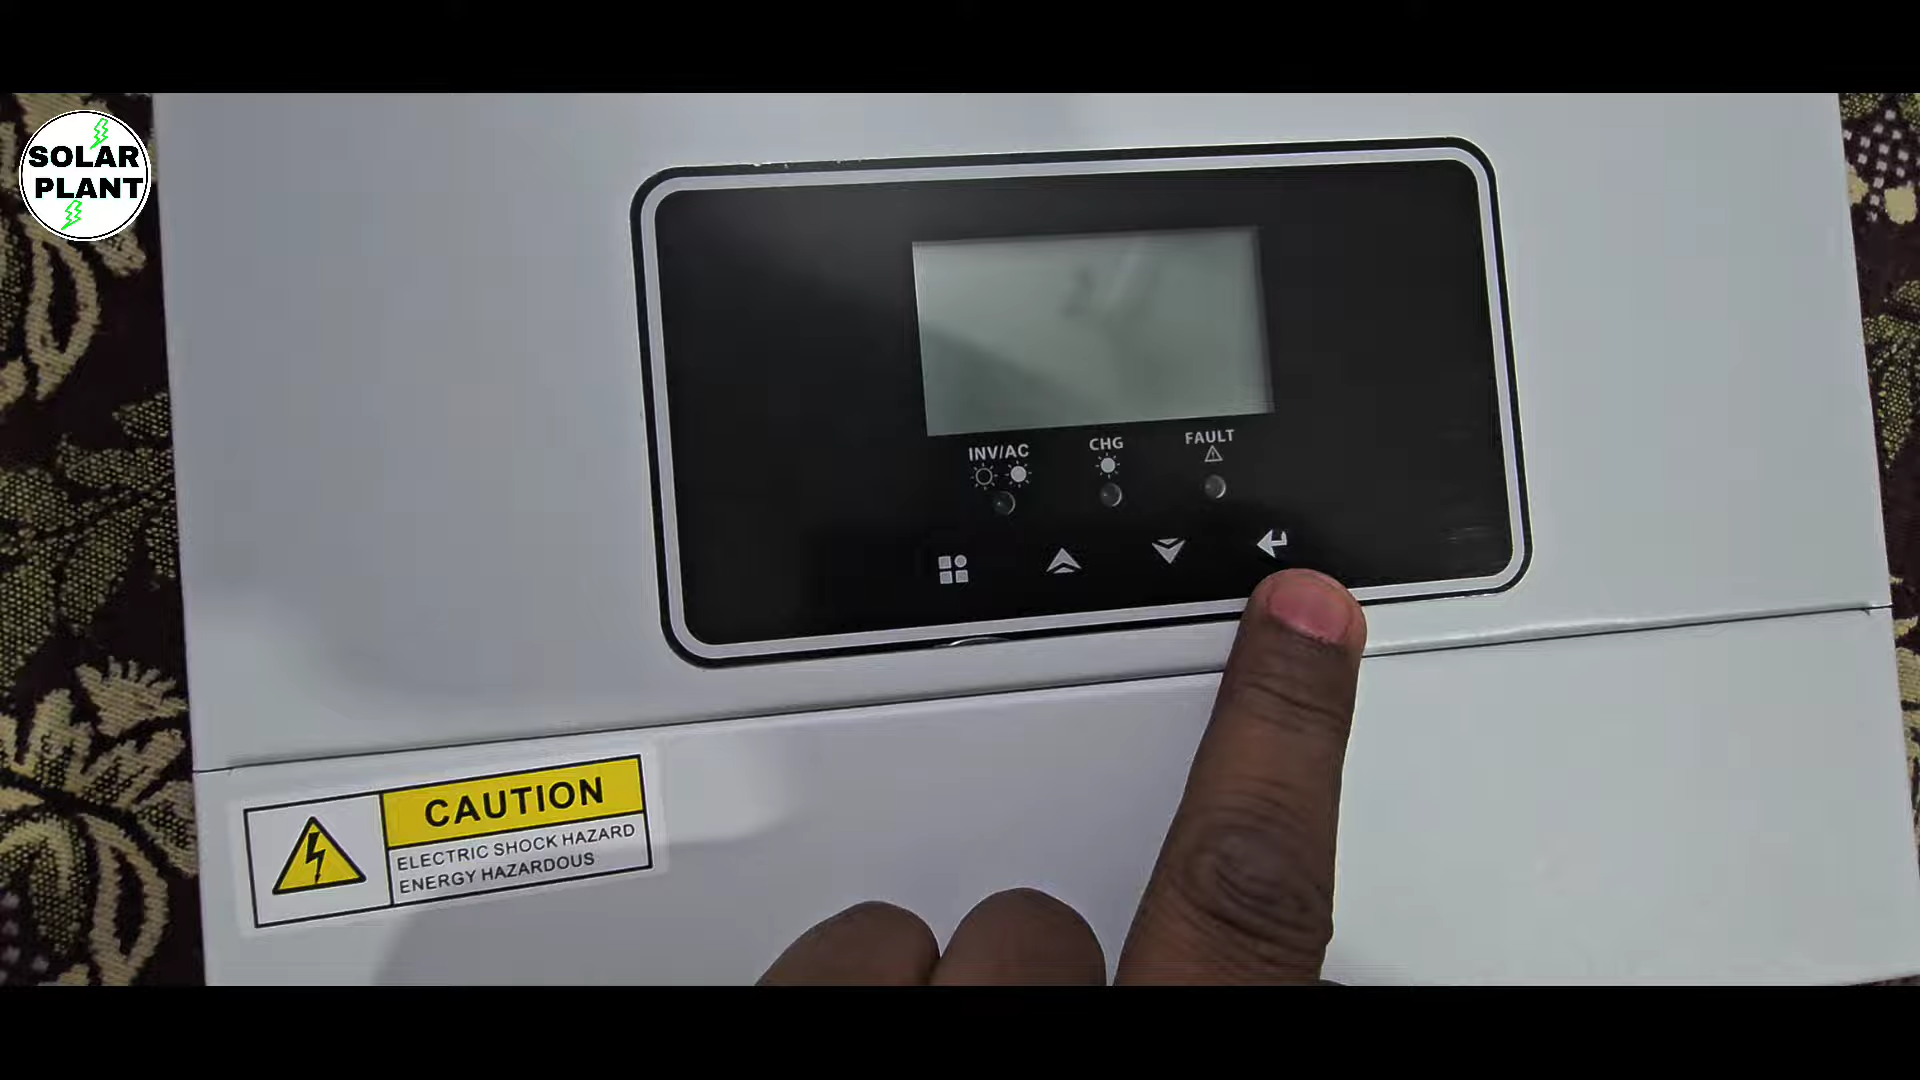 SOLAR
PLANT
INV/AC
CHG
FAULT
CAUTION
ELECTRIC SHOCK HAZARD
ENERGY HAZARDOUS